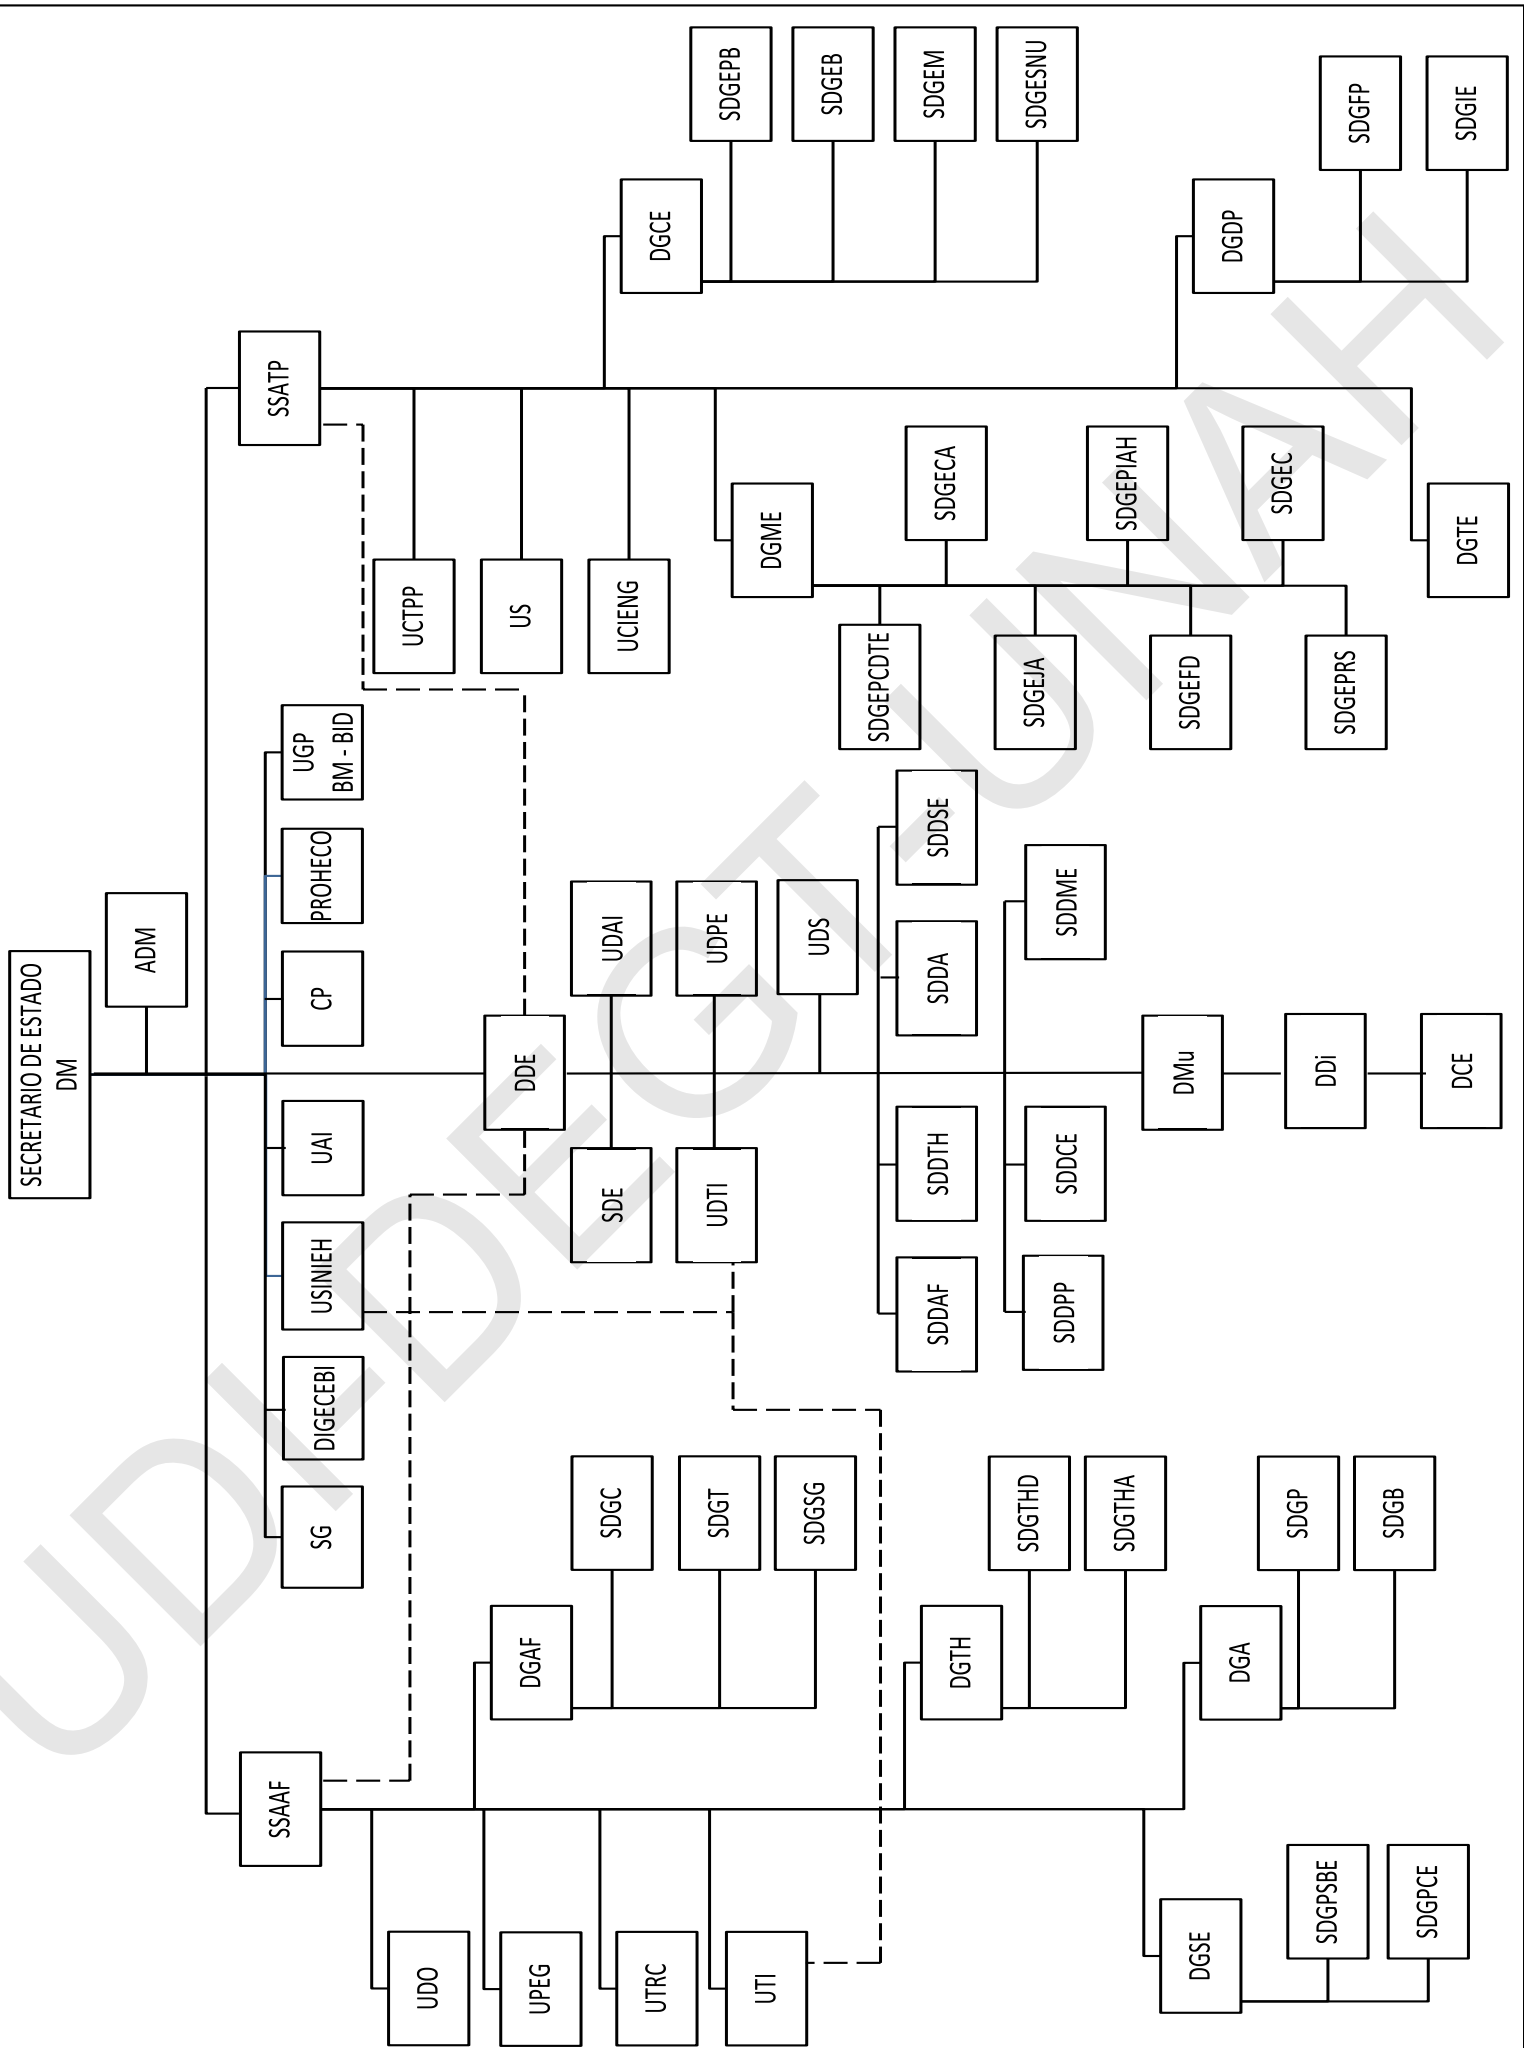 SECRETARIO DE ESTADO
DM
ADM
SSAAF
SSATP
SG
DIGECEBI
USINIEH
UAI
CP
PROHECO
UGP
BM - BID
DDE
UDO
UPEG
UTRC
UTI
DGAF
SDGC
SDGT
SDGSG
DGTH
SDGTHD
SDGTHA
DGA
SDGP
SDGB
DGSE
SDGPSBE
SDGPCE
SDE
UDAI
UDTI
UDPE
UDS
SDDAF
SDDTH
SDDA
SDDSE
SDDPP
SDDCE
SDDME
DMu
DDi
DCE
UCTPP
US
UCIENG
DGCE
SDGEPB
SDGEB
SDGEM
SDGESNU
DGME
SDGEPCDTE
SDGECA
SDGEJA
SDGEPIAH
SDGEFD
SDGEC
SDGEPRS
DGDP
SDGFP
SDGIE
DGTE
UDI-DEGT-UNAH